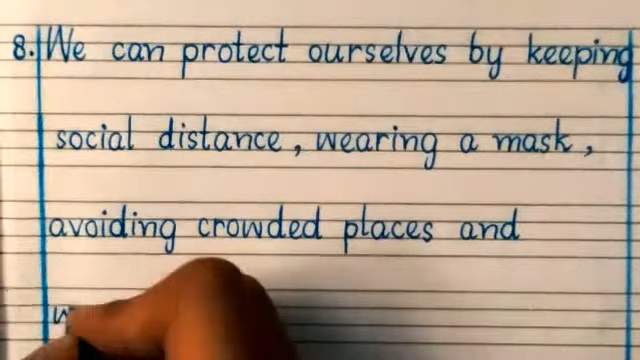 8. We can protect ourselves by keeping
social distance, wearing a mask,
avoiding crowded places and